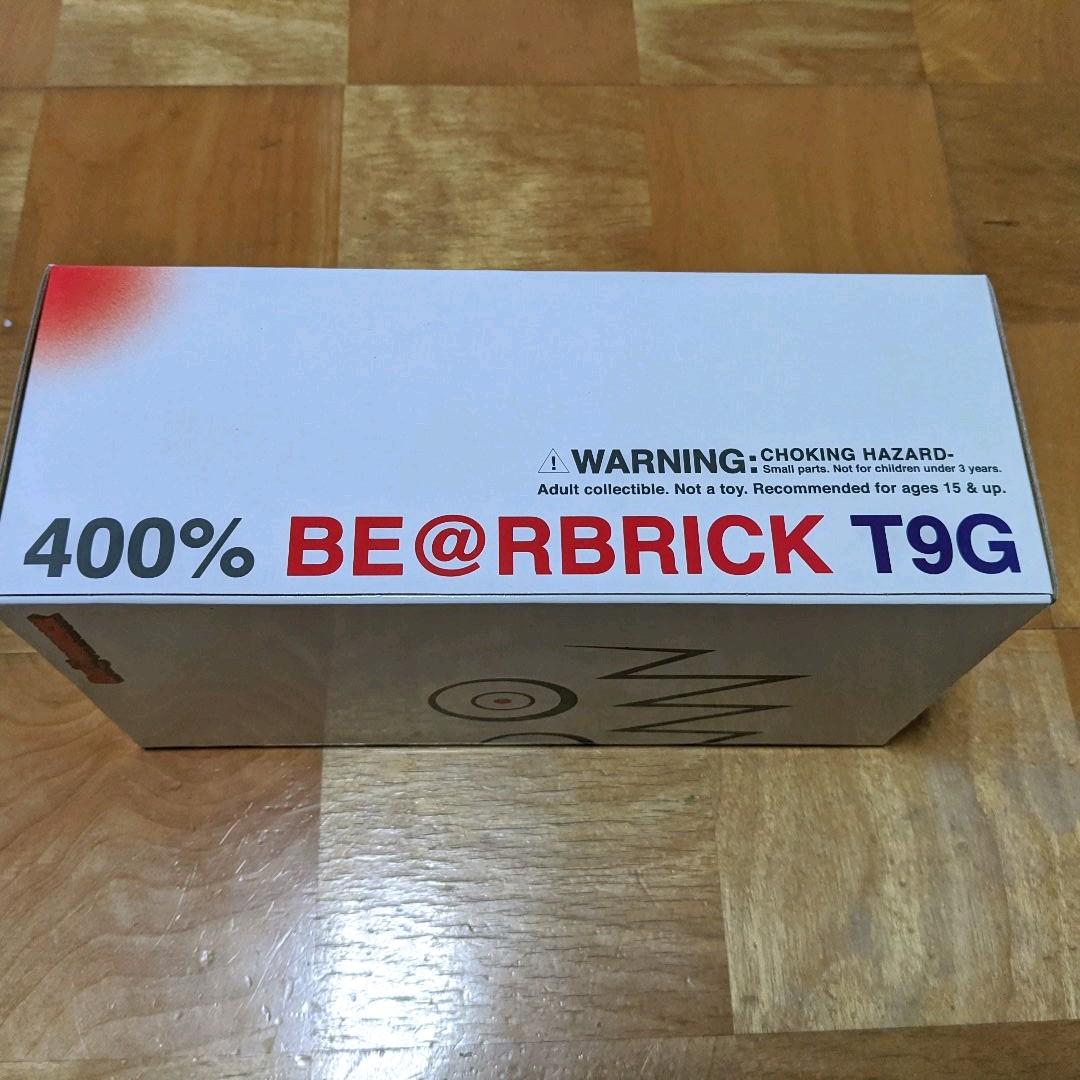 WARNING: CHOKING HAZARD-
Small parts. Not for children under 3 years.
Adult collectible. Not a toy. Recommended for ages 15 & up.
400% BE@RBRICK T9G